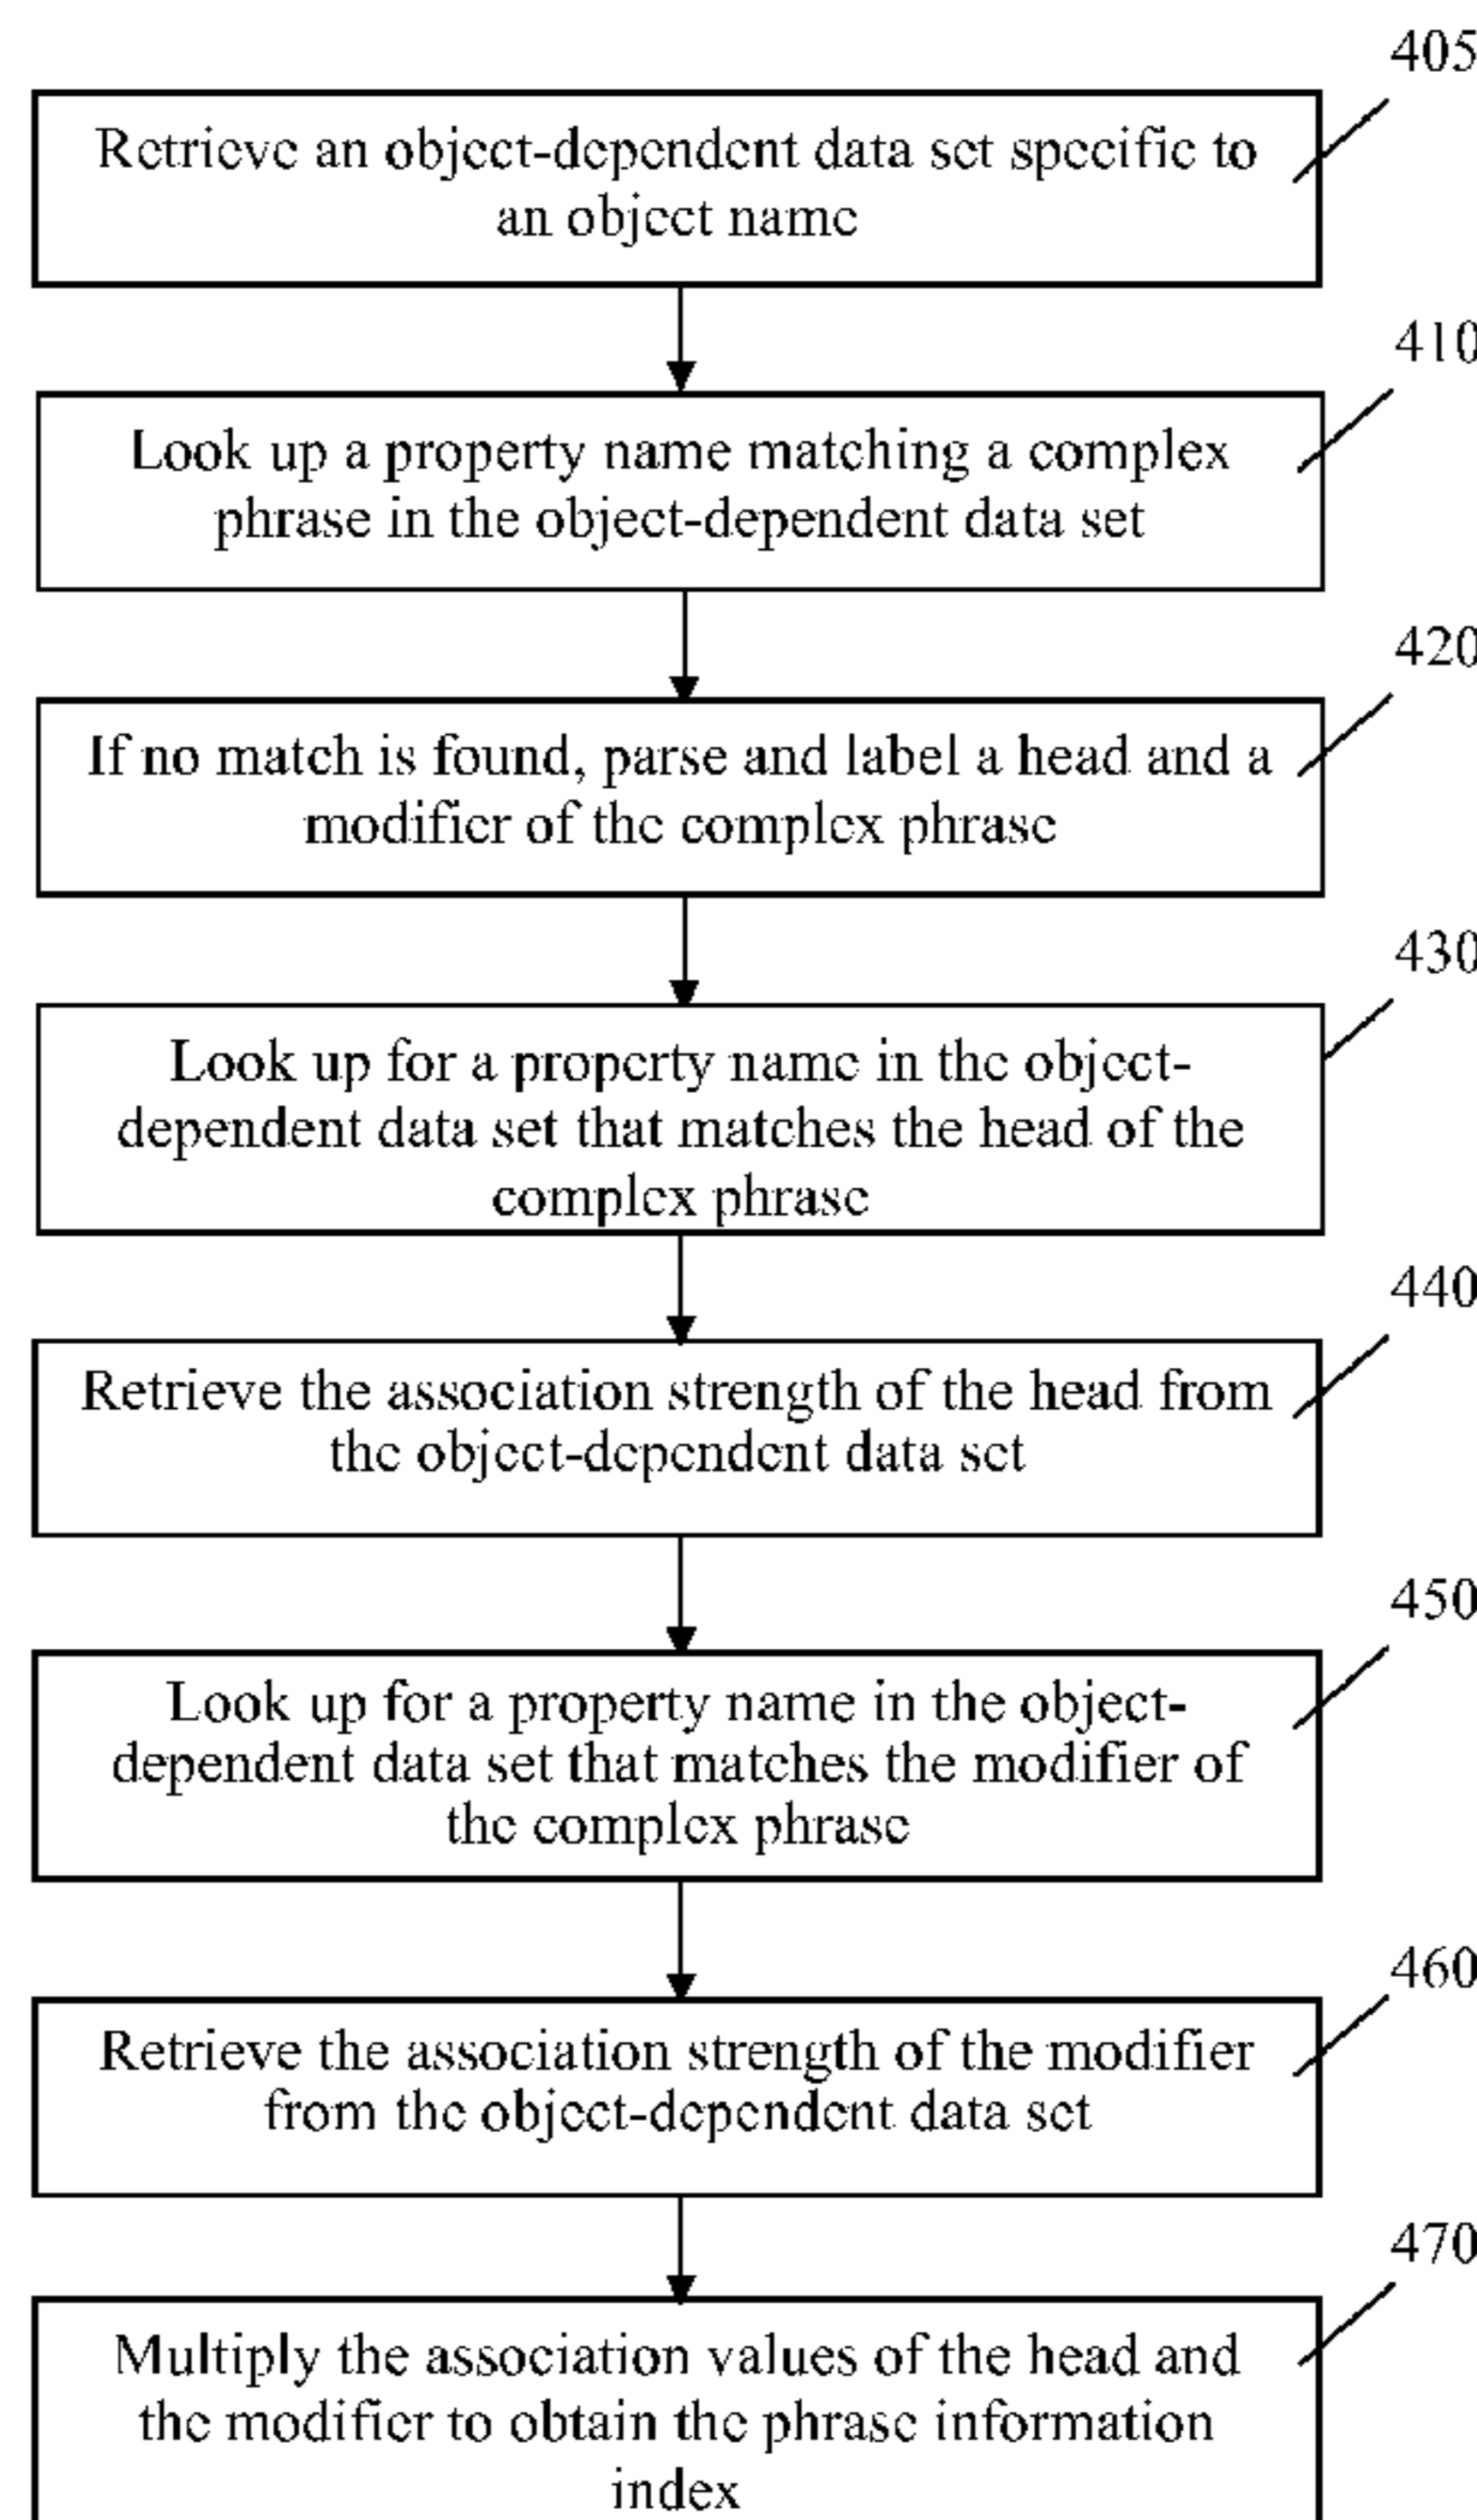 405
Retrieve an object-dependent data set specific to
an object name
410
Look up a property name matching a complex
phrase in the object-dependent data set
420
If no match is found, parse and label a head and a
modifier of the complex phrase
430
Look up for a property name in the object-
dependent data set that matches the head of the
complex phrase
440
Retrieve the association strength of the head from
the object-dependent data set
450
Look up for a property name in the object-
dependent data set that matches the modifier of
the complex phrase
460
Retrieve the association strength of the modifier
from the object-dependent data set
470
Multiply the association values of the head and
the modifier to obtain the phrase information
index